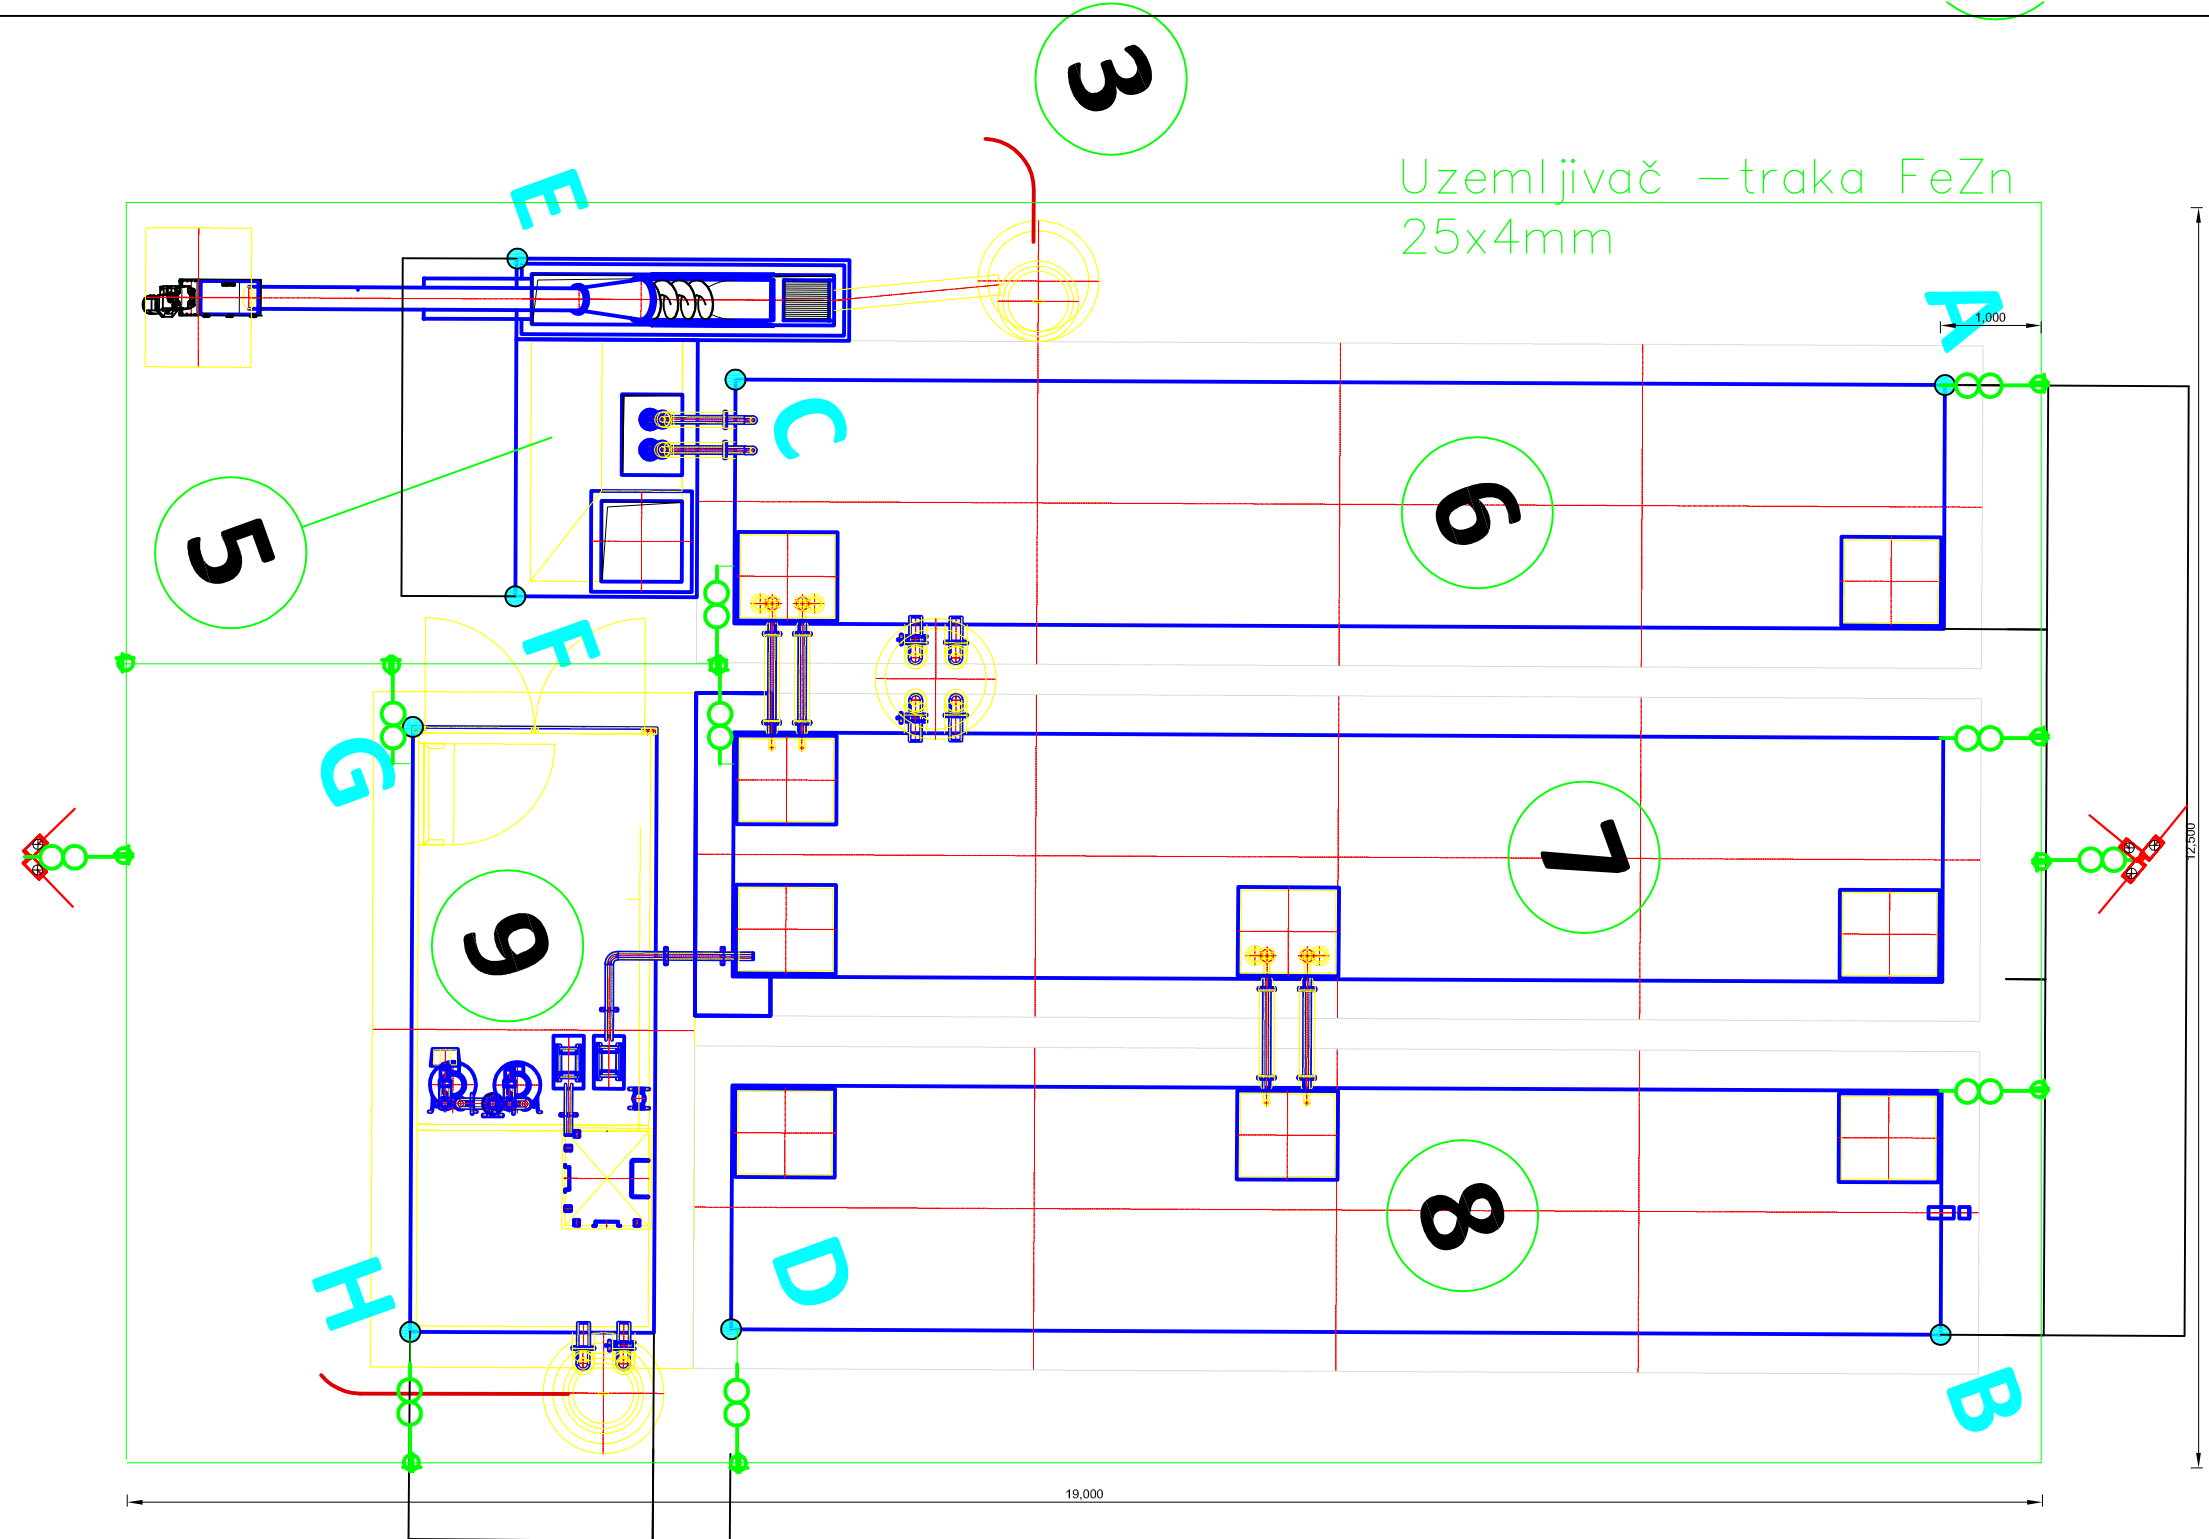 3
Uzemljivač -traka FeZn
25x4mm
E
A
1,000
C
6
5
F
G
7
12,500
9
8
D
H
B
19,000